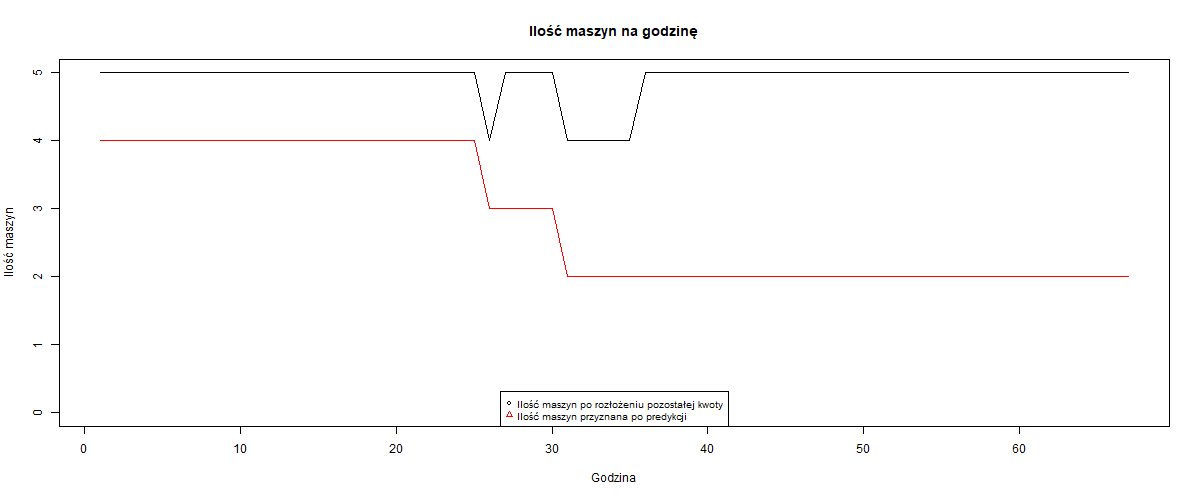 Ilość maszyn na godzinę
Ilość maszyn
5
4
3
2
1
0
Ilość maszyn po rozłożeniu pozostałej kwoty
Ilość maszyn przyznana po predykcji
0 10 20 30 40 50 60
Godzina